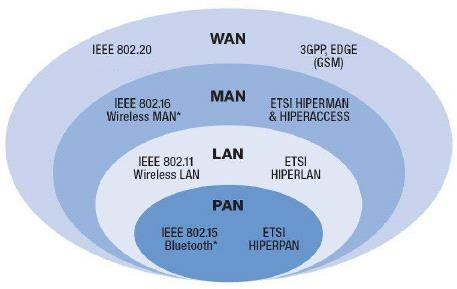 WAN
IEEE 802.20
3GPP, EDGE
(GSM)
MAN
IEEE 802.16
Wireless MAN*
ETSI HIPERMAN
& HIPERACCESS
LAN
IEEE 802.11
Wireless LAN
ETSI
HIPERLAN
PAN
IEEE 802.15
Bluetooth*
ETSI
HIPERPAN